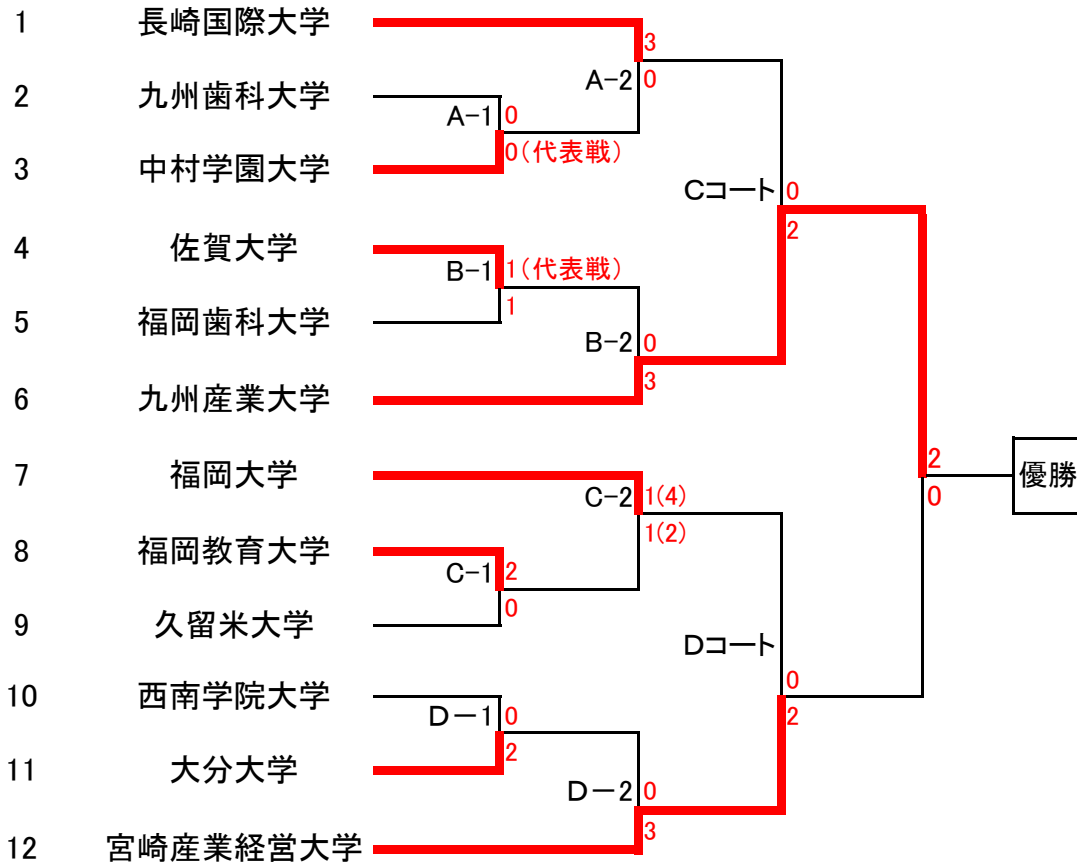 1 長崎国際大学
3
A-2 0
2 九州歯科大学
A-1 0
0(代表戦)
3 中村学園大学
Cコート 0
2
4 佐賀大学
B-1 1(代表戦)
1
5 福岡歯科大学
B-2 0
3
6 九州産業大学
2
優勝
0
7 福岡大学
C-2 1(4)
1(2)
8 福岡教育大学
C-1 2
0
9 久留米大学
Dコート 0
2
10 西南学院大学
D-1 0
2
11 大分大学
D-2 0
3
12 宮崎産業経営大学